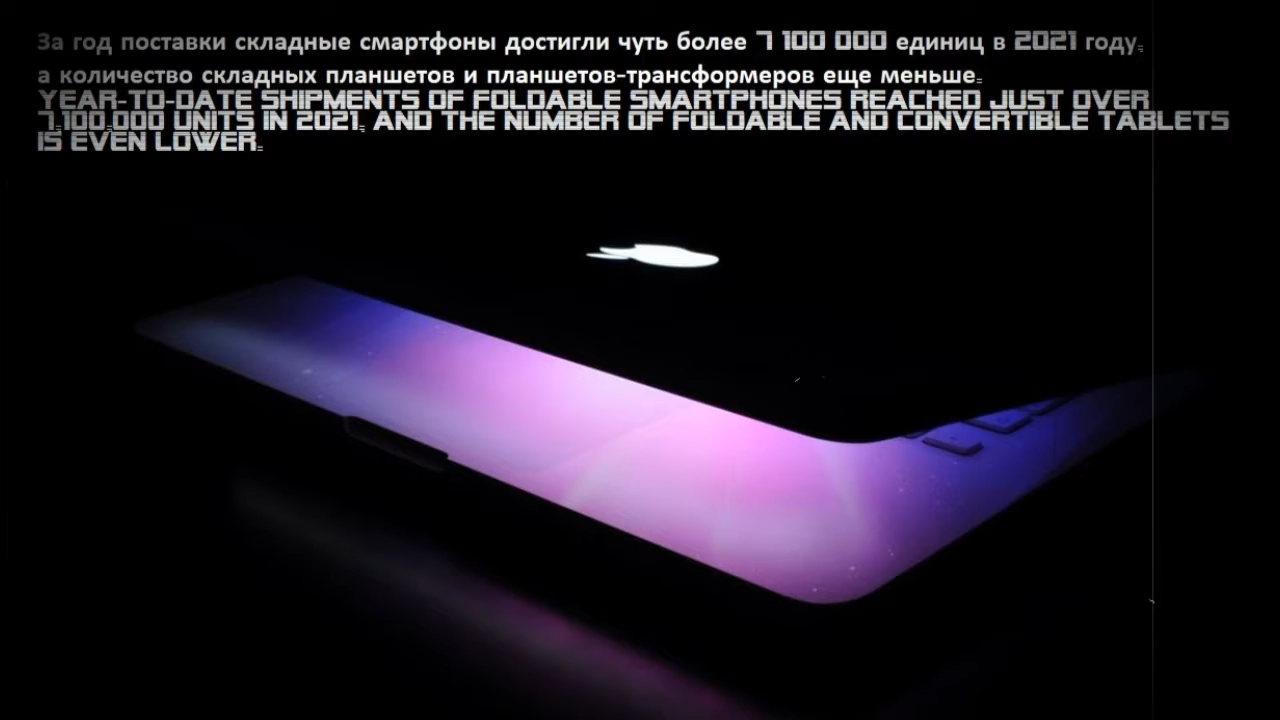 За год поставки складные смартфоны достигли чуть более 7 100 000 единиц в 2021 году,
а количество складных планшетов и планшетов-трансформеров еще меньше.
YEAR-TO-DATE SHIPMENTS OF FOLDABLE SMARTPHONES REACHED JUST OVER
7,100,000 UNITS IN 2021, AND THE NUMBER OF FOLDABLE AND CONVERTIBLE TABLETS
IS EVEN LOWER.